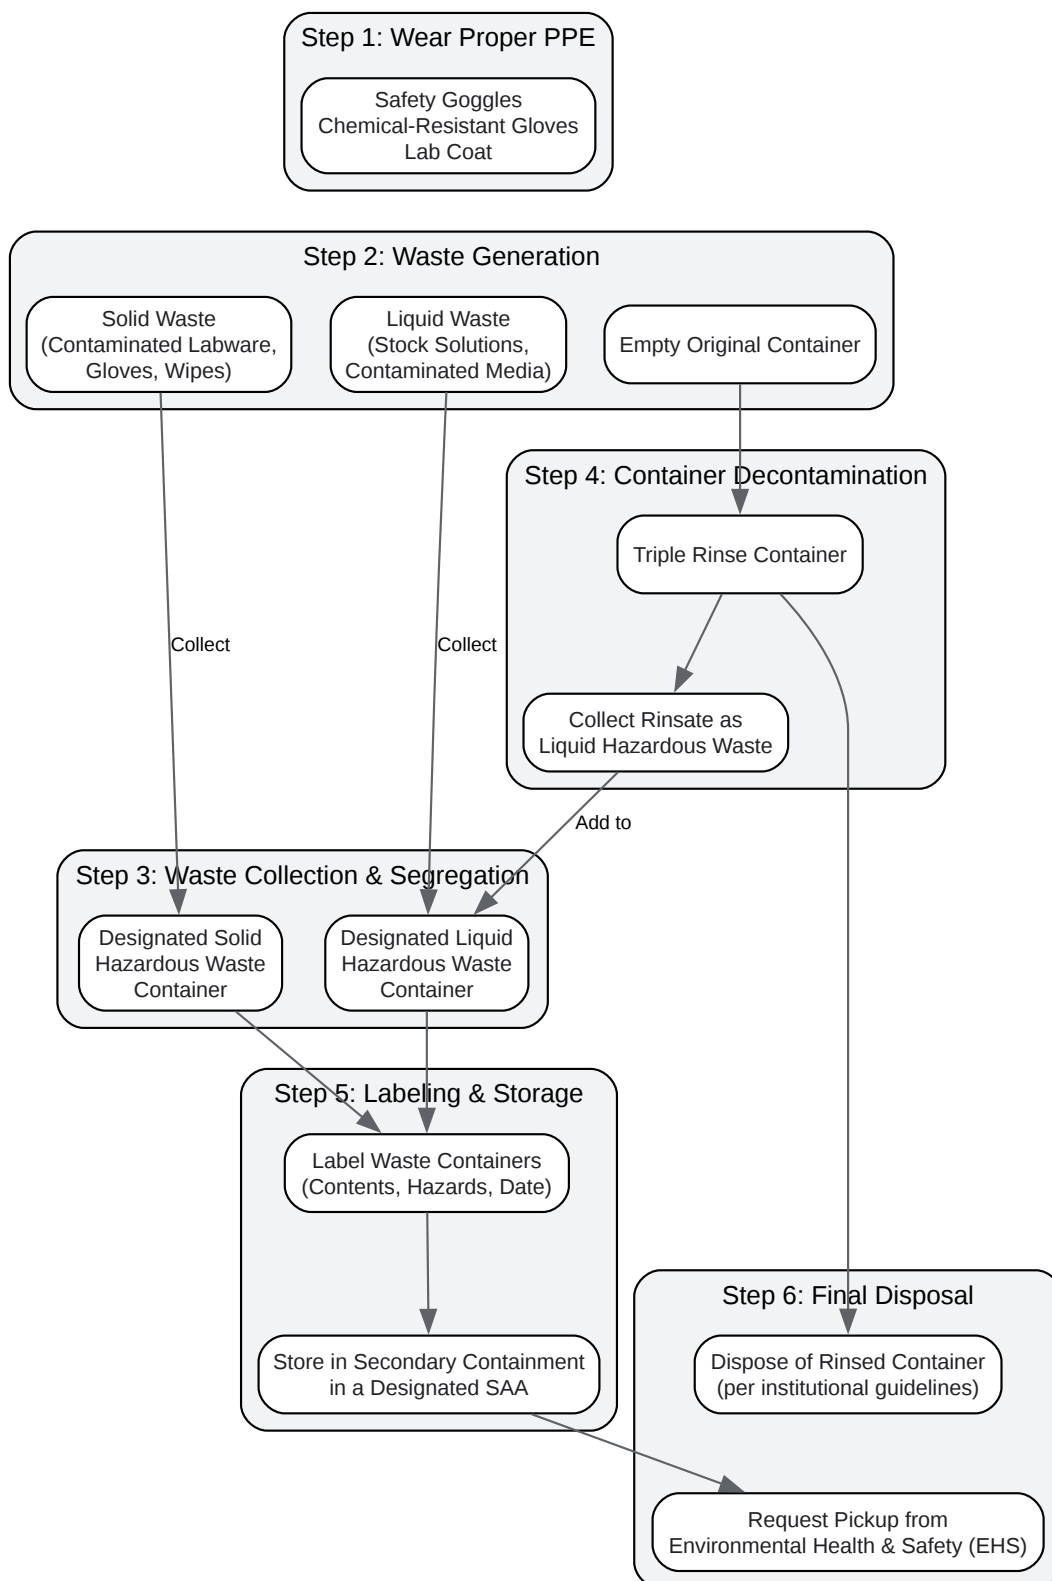 Step 1: Wear Proper PPE
Safety Goggles
Chemical-Resistant Gloves
Lab Coat
Step 2: Waste Generation
Solid Waste
(Contaminated Labware,
Gloves, Wipes)
Liquid Waste
(Stock Solutions,
Contaminated Media)
Empty Original Container
Step 4: Container Decontamination
Triple Rinse Container
Collect
Collect
Collect Rinsate as
Liquid Hazardous Waste
Add to
Step 3: Waste Collection & Segregation
Designated Solid
Hazardous Waste
Container
Designated Liquid
Hazardous Waste
Container
Step 5: Labeling & Storage
Label Waste Containers
(Contents, Hazards, Date)
Store in Secondary Containment
in a Designated SAA
Step 6: Final Disposal
Dispose of Rinsed Container
(per institutional guidelines)
Request Pickup from
Environmental Health & Safety (EHS)